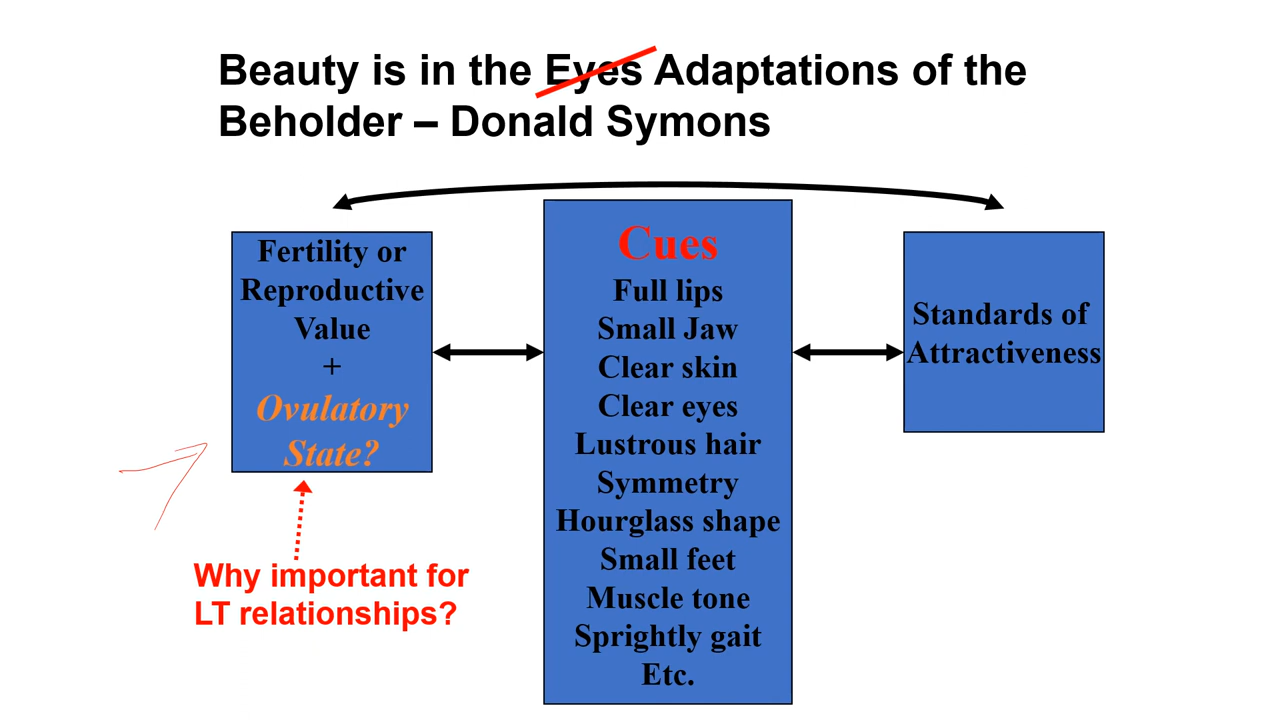 Beauty is in the Eyes Adaptations of the
Beholder – Donald Symons
Fertility or
Reproductive
Value
+
Ovulatory
State?
Why important for
LT relationships?
Cues
Full lips
Small Jaw
Clear skin
Clear eyes
Lustrous hair
Symmetry
Hourglass shape
Small feet
Muscle tone
Sprightly gait
Etc.
Standards of
Attractiveness